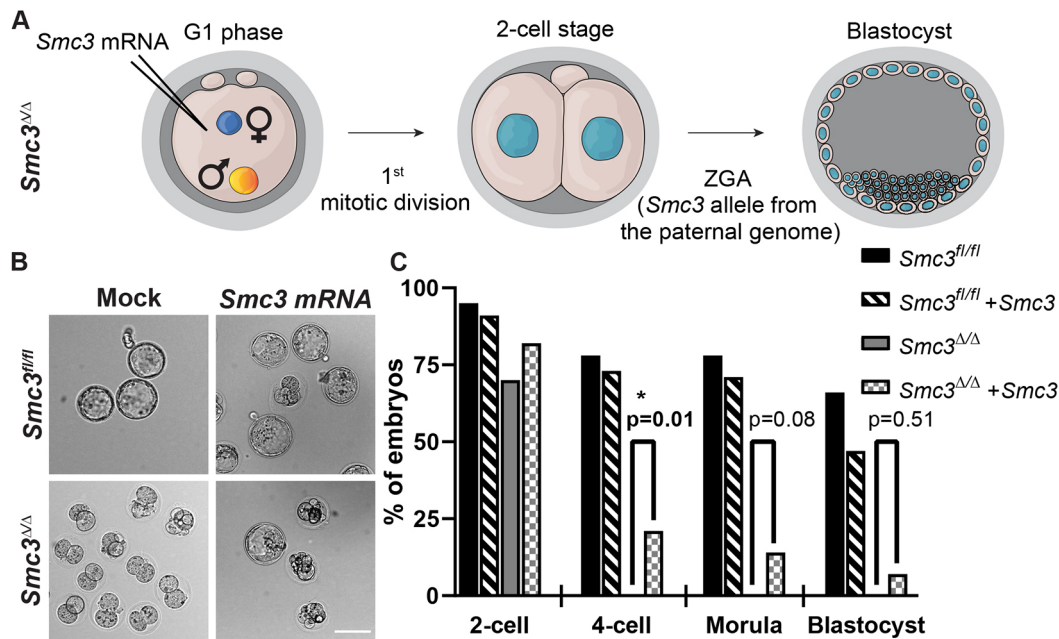 A
Smc3 mRNA
G1 phase
2-cell stage
Blastocyst
Smc3Δ/Δ
♀
♂
1st
mitotic division
ZGA
(Smc3 allele from
the paternal genome)
B
Mock
Smc3 mRNA
Smc3fl/fl
Smc3Δ/Δ
C
Smc3fl/fl
Smc3fl/fl +Smc3
Smc3Δ/Δ
Smc3Δ/Δ +Smc3
% of embryos
100
75
50
25
0
*
p=0.01
p=0.08
p=0.51
2-cell
4-cell
Morula
Blastocyst